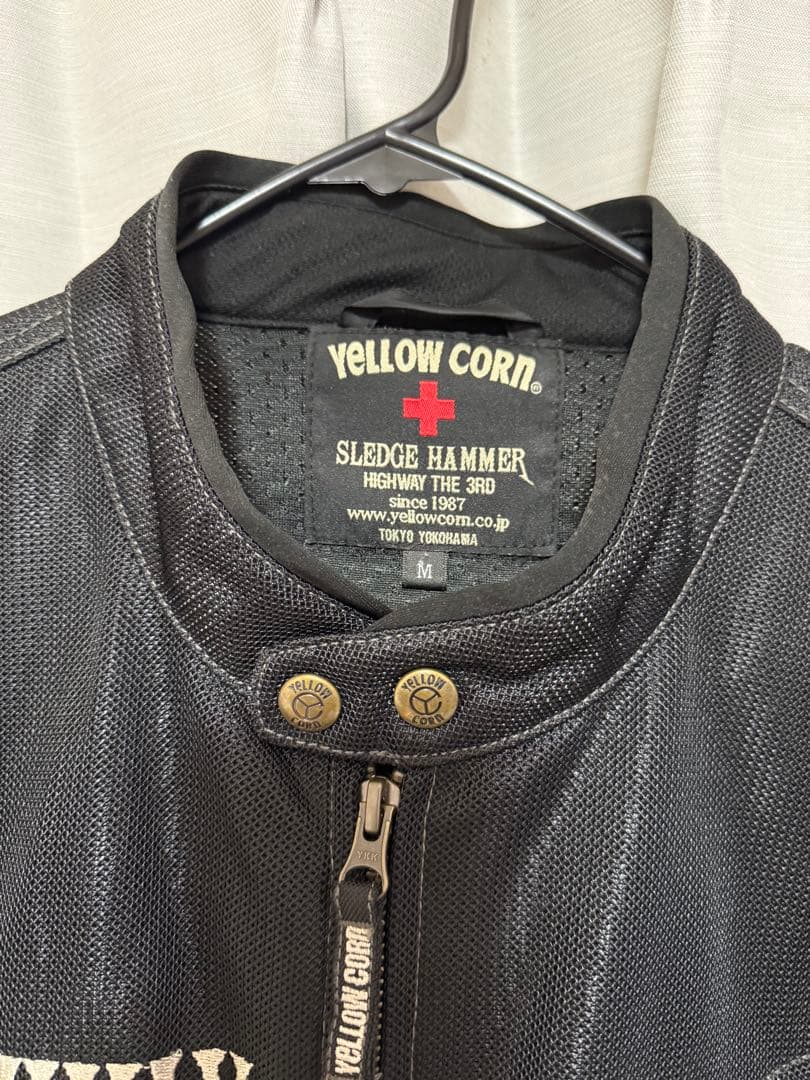 YeLLOW CORN
SLEDGE HAMMER
HIGHWAY THE 3RD
since 1987
www.yellowcorn.co.jp
TOKYO YOKOHAMA
M
YeLLOW
CORN
YeLLOW
CORN
YKK
YeLLOW CORN